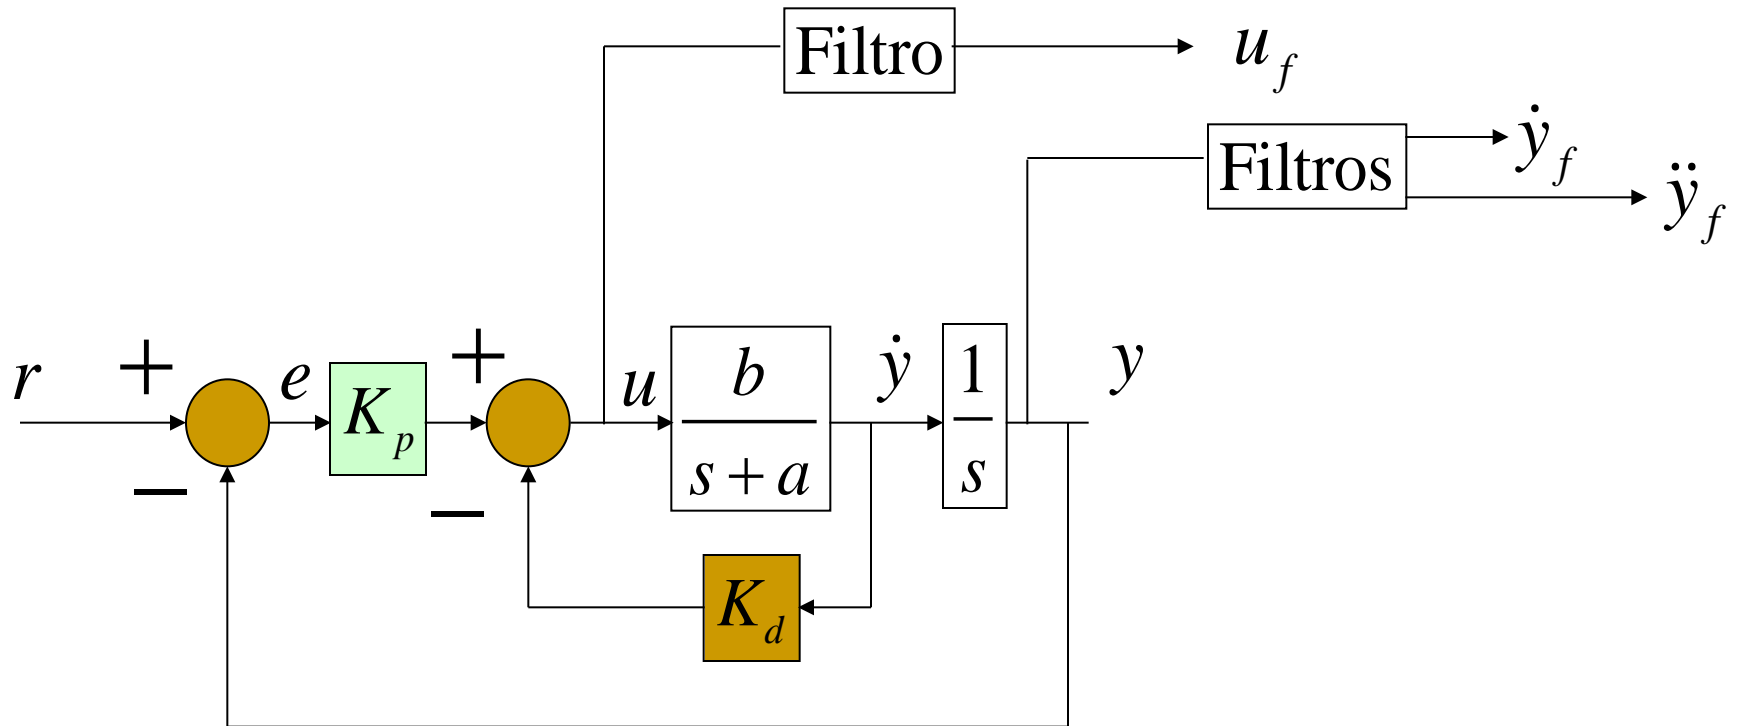 Filtro
u_f
Filtros
ẏ_f
ÿ_f
r
+
−
e
K_p
+
−
u
b
s + a
ẏ
1
s
y
K_d